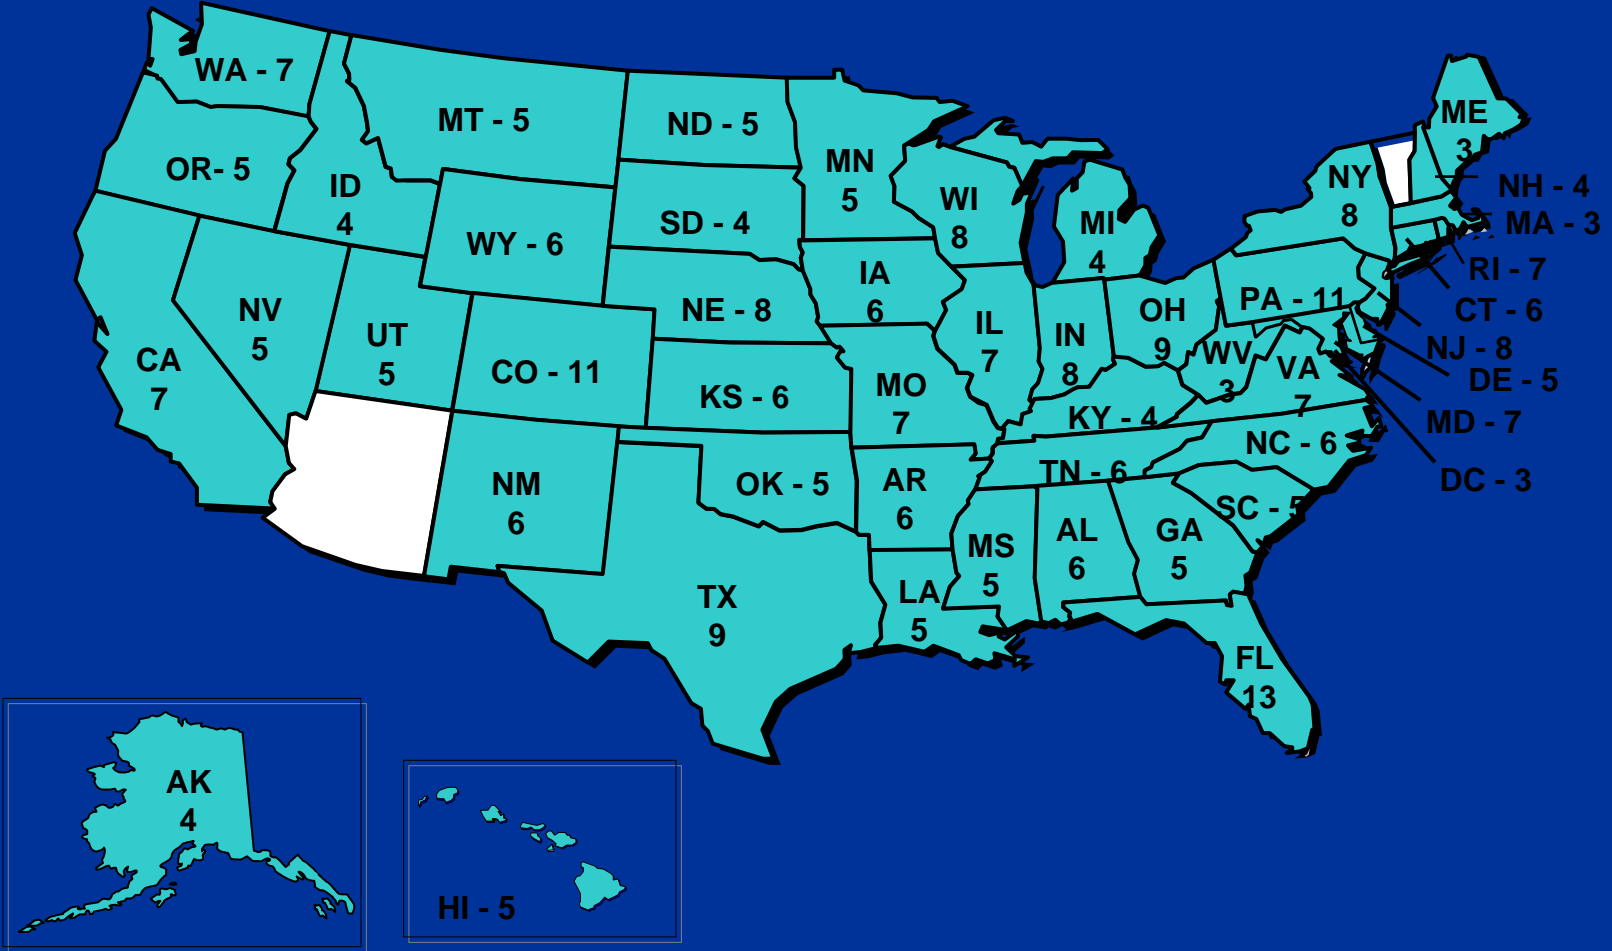 WA - 7
MT - 5
ND - 5
OR- 5
ID
4
MN
5
ME
3
WI
8
NY
8
NH - 4
MA - 3
SD - 4
WY - 6
MI
4
RI - 7
IA
6
CT - 6
NE - 8
PA - 11
NV
5
UT
5
IL
7
IN
8
OH
9
NJ - 8
DE - 5
CA
7
CO - 11
KS - 6
MO
7
WV
3
VA
7
KY - 4
MD - 7
NC - 6
DC - 3
TN - 6
NM
6
OK - 5
AR
6
SC - 5
MS
5
AL
6
GA
5
TX
9
LA
5
FL
13
AK
4
HI - 5